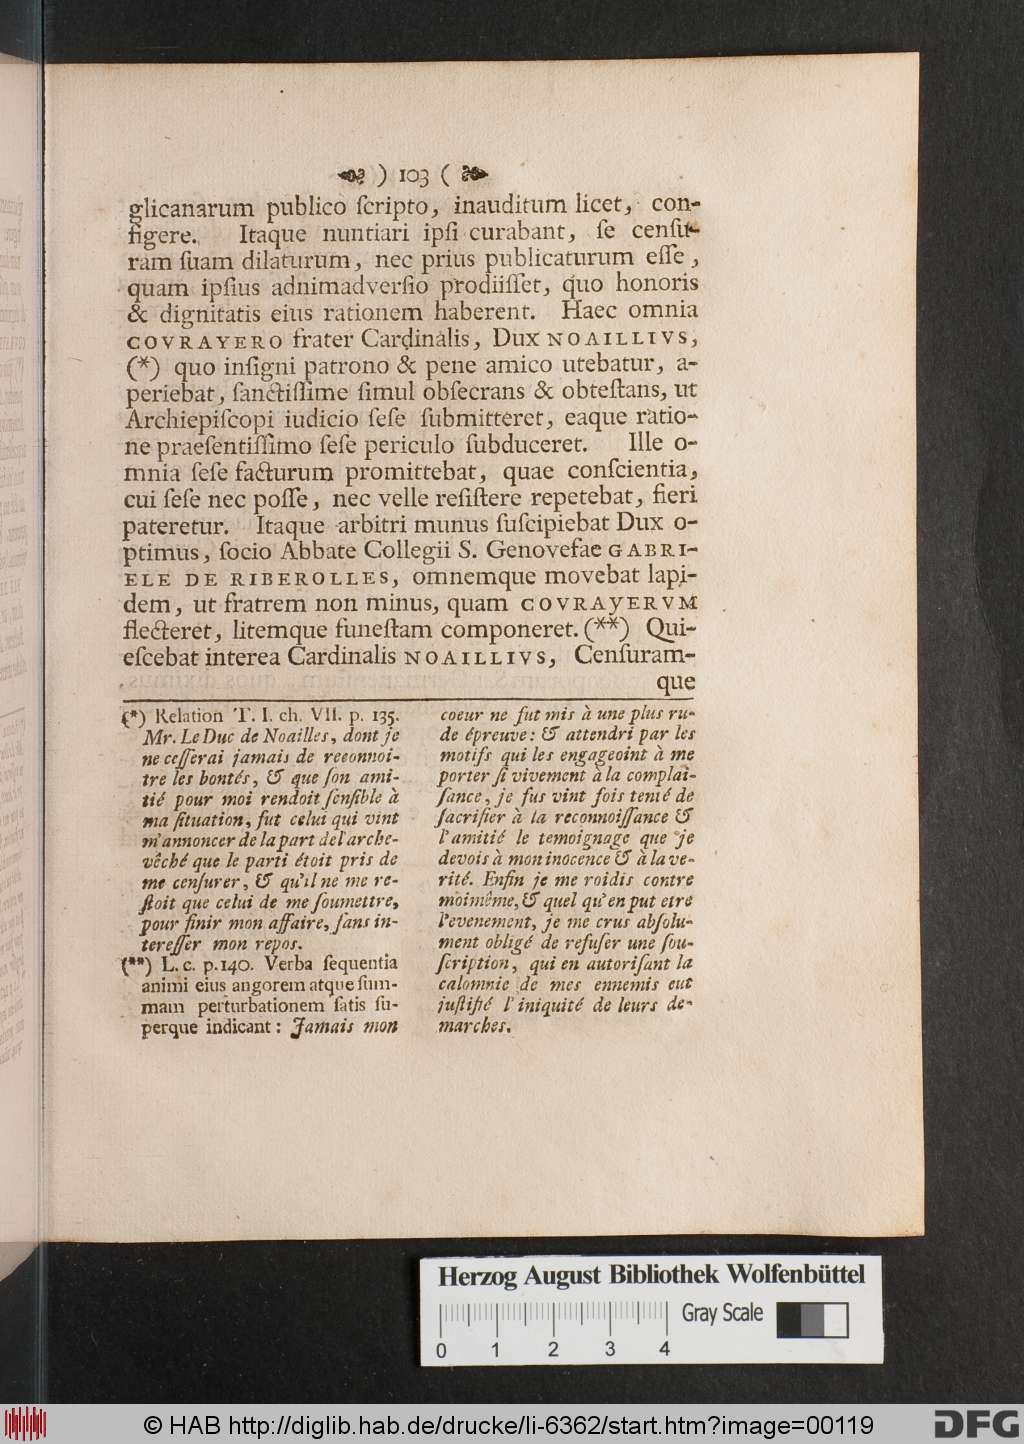 ) 103 (
glicanarum publico ſcripto, inauditum licet, con-
figere. Itaque nuntiari ipſi curabant, ſe cenſu-
ram ſuam dilaturum, nec prius publicaturum eſſe,
quam ipſius adnimadverſio prodiiſſet, quo honoris
& dignitatis eius rationem haberent. Haec omnia
COVRAYERO frater Cardinalis, Dux NOAILLIVS,
(*) quo inſigni patrono & pene amico utebatur, a-
periebat, ſanctiſſime ſimul obſecrans & obteſtans, ut
Archiepiſcopi iudicio ſeſe ſubmitteret, eaque ratio-
ne praeſentiſſimo ſeſe periculo ſubduceret. Ille o-
mnia ſeſe facturum promittebat, quae conſcientia,
cui ſeſe nec poſſe, nec velle reſiſtere repetebat, fieri
pateretur. Itaque arbitri munus ſuſcipiebat Dux o-
ptimus, ſocio Abbate Collegii S. Genovefae GABRI-
ELE DE RIBEROLLES, omnemque movebat lapi-
dem, ut fratrem non minus, quam COVRAyERVM
flecteret, litemque funeſtam componeret. (**) Qui-
eſcebat interea Cardinalis NOAILLIVS, Cenſuram-
que
(*) Relation T. I. ch. VII. p. 135.
Mr. Le Duc de Noailles, dont je
ne ceſſerai jamais de reconnoi-
tre les bontés, & que ſon ami-
tié pour moi rendoit ſenſible à
ma ſituation, fut celui qui vint
m'annoncer de la part de l'arche-
vêché que le parti étoit pris de
me cenſurer, & qu'il ne me re-
ſtoit que celui de me ſoumettre,
pour finir mon affaire, ſans in-
tereſſer mon repos.
(**) L. c. p. 140. Verba ſequentia
animi eius angorem atque ſum-
mam perturbationem ſatis ſu-
perque indicant: Jamais mon
coeur ne fut mis à une plus ru-
de épreuve: & attendri par les
motifs qui les engageoint à me
porter ſi vivement à la complai-
ſance, je fus vint fois tenté de
ſacrifier à la reconnoiſſance &
l'amitié le temoignage que je
devois à mon inocence & à la ve-
rité. Enfin je me roidis contre
moimême, & quel qu'en put etre
l'evenement, je me crus abſolu-
ment obligé de refuſer une ſou-
ſcription, qui en autoriſant la
calomnie de mes ennemis eut
juſtifié l'iniquité de leurs de-
marches.
Herzog August Bibliothek Wolfenbüttel
Gray Scale
0 1 2 3 4
© HAB http://diglib.hab.de/drucke/li-6362/start.htm?image=00119
DFG